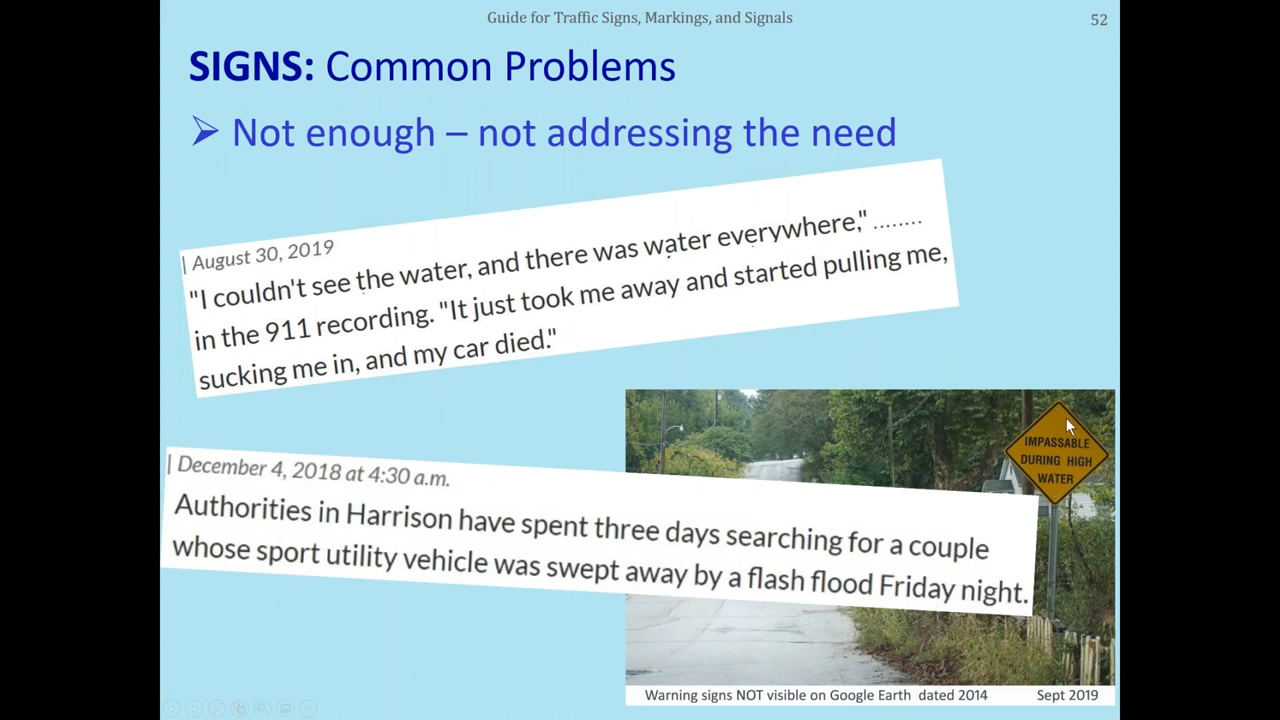 Guide for Traffic Signs, Markings, and Signals
52
SIGNS: Common Problems
➢ Not enough – not addressing the need
| August 30, 2019
"I couldn't see the water, and there was water everywhere," ........
in the 911 recording. "It just took me away and started pulling me,
sucking me in, and my car died."
| December 4, 2018 at 4:30 a.m.
Authorities in Harrison have spent three days searching for a couple
whose sport utility vehicle was swept away by a flash flood Friday night.
IMPASSABLE
DURING HIGH
WATER
Warning signs NOT visible on Google Earth dated 2014 Sept 2019